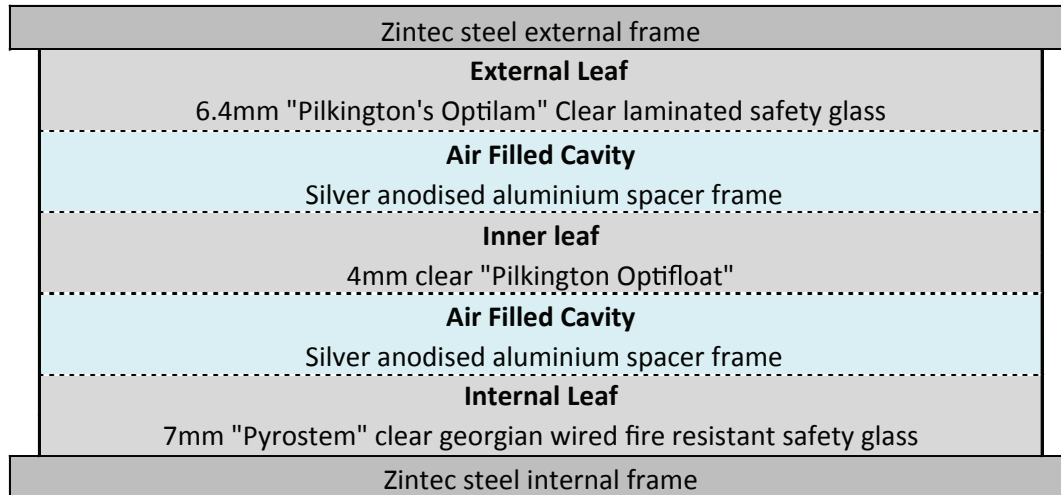 Zintec steel external frame
External Leaf
6.4mm "Pilkington's Optilam" Clear laminated safety glass
Air Filled Cavity
Silver anodised aluminium spacer frame
Inner leaf
4mm clear "Pilkington Optifloat"
Air Filled Cavity
Silver anodised aluminium spacer frame
Internal Leaf
7mm "Pyrostem" clear georgian wired fire resistant safety glass
Zintec steel internal frame